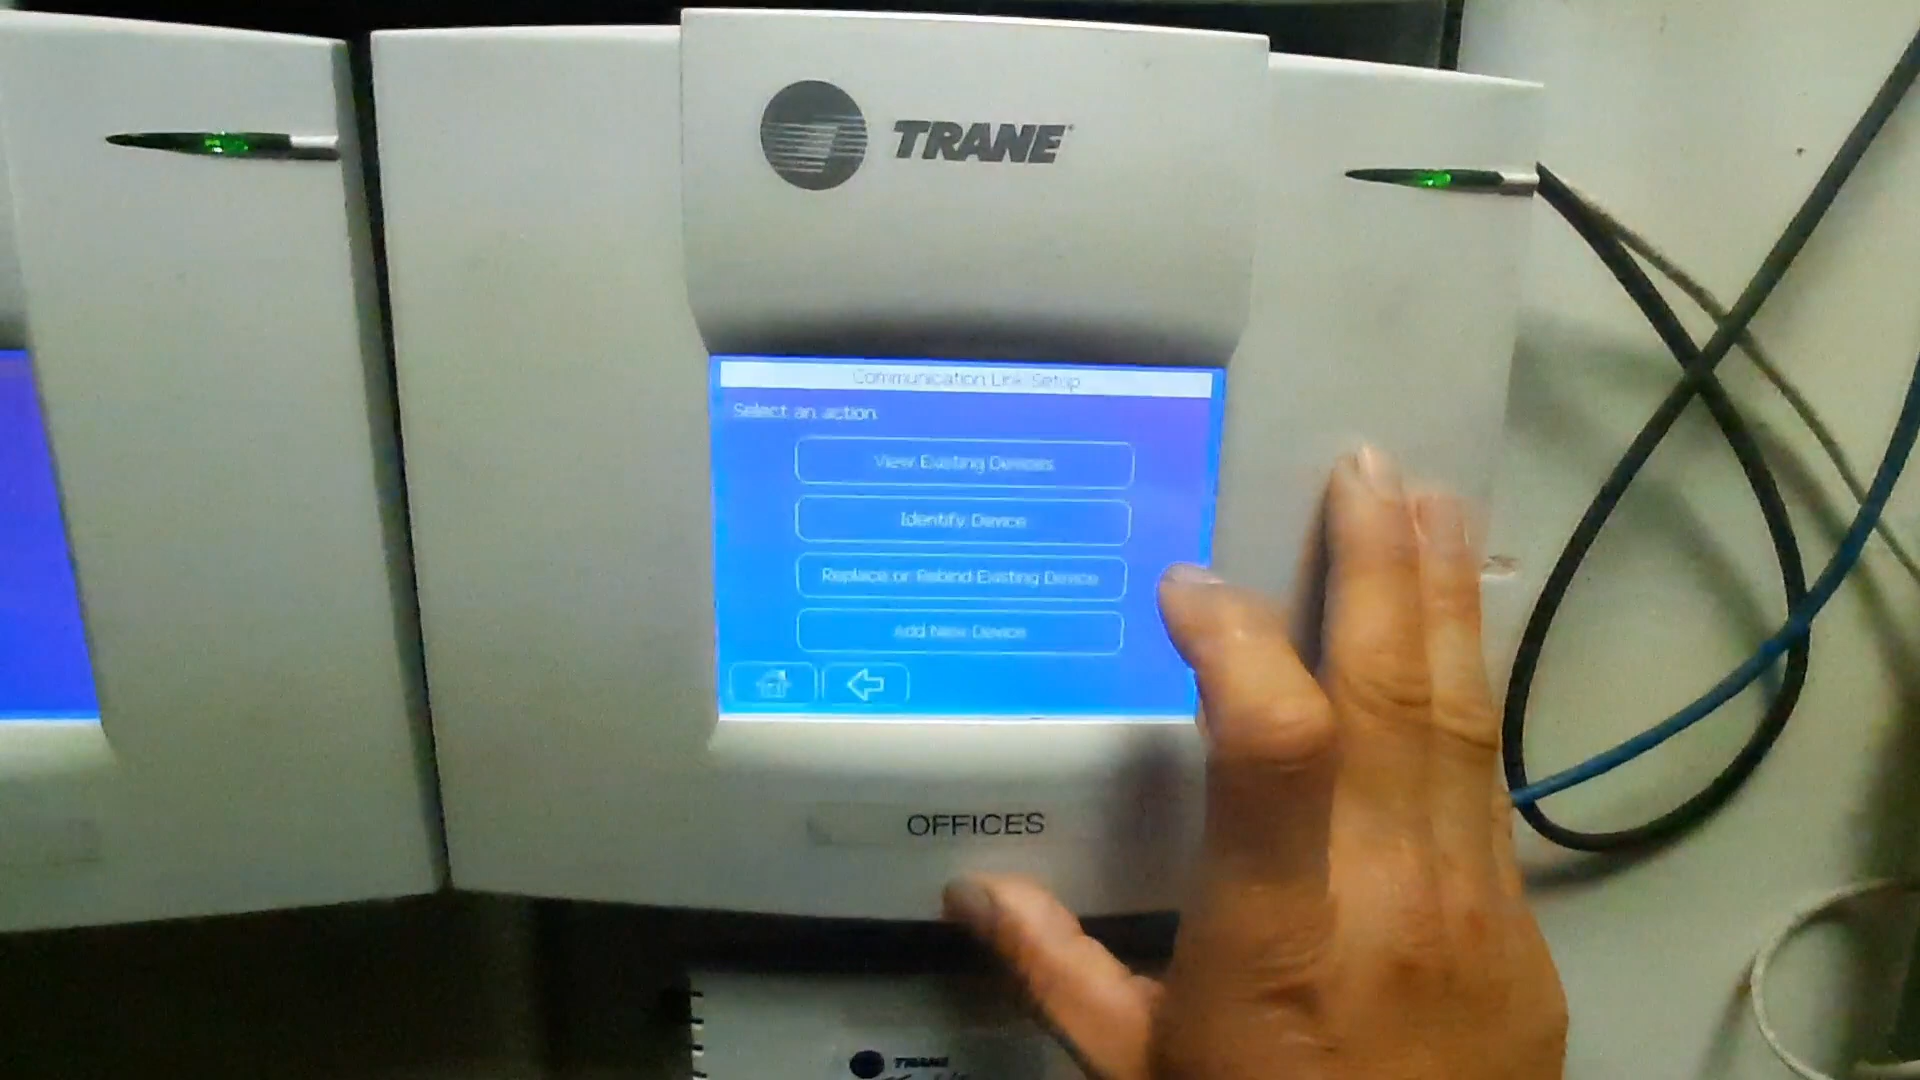 TRANE
Communication Link Setup
Select an action
View Existing Devices
Identify Device
Replace or Rebind Existing Device
Add New Device
OFFICES
TRANE